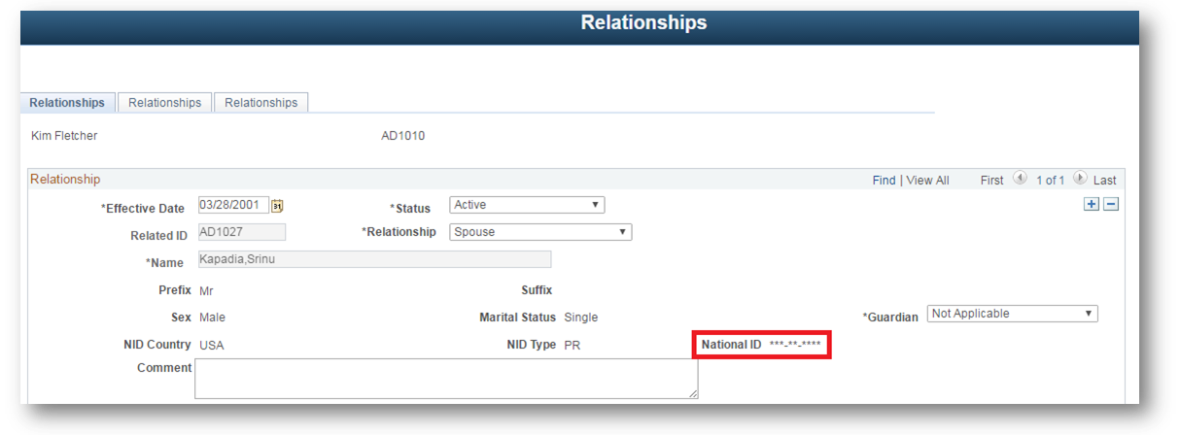 Relationships
Relationships Relationships Relationships
Kim Fletcher AD1010
Relationship Find | View All First 1 of 1 Last
*Effective Date 03/28/2001 31 *Status Active
Related ID AD1027 *Relationship Spouse
*Name Kapadia,Srinu
Prefix Mr Suffix
Sex Male Marital Status Single *Guardian Not Applicable
NID Country USA NID Type PR National ID ***-**-****
Comment